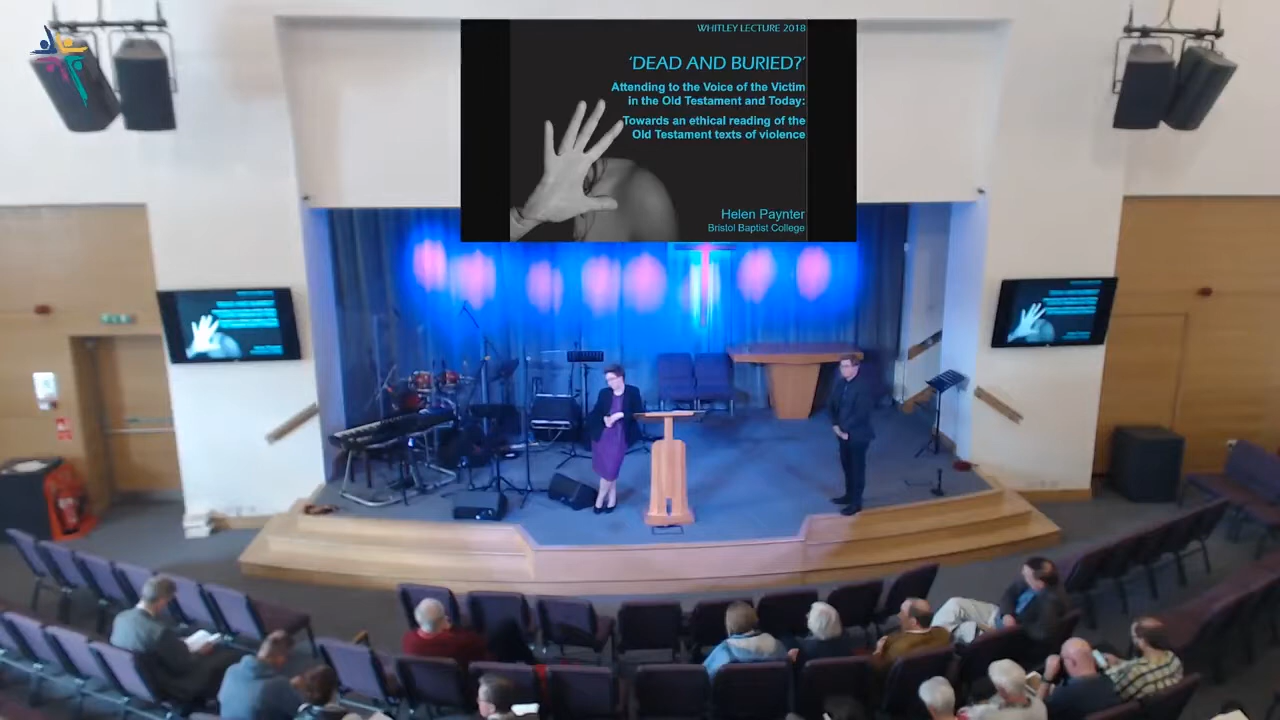 WHITLEY LECTURE 2018
‘DEAD AND BURIED?’
Attending to the Voice of the Victim
in the Old Testament and Today:
Towards an ethical reading of the
Old Testament texts of violence
Helen Paynter
Bristol Baptist College